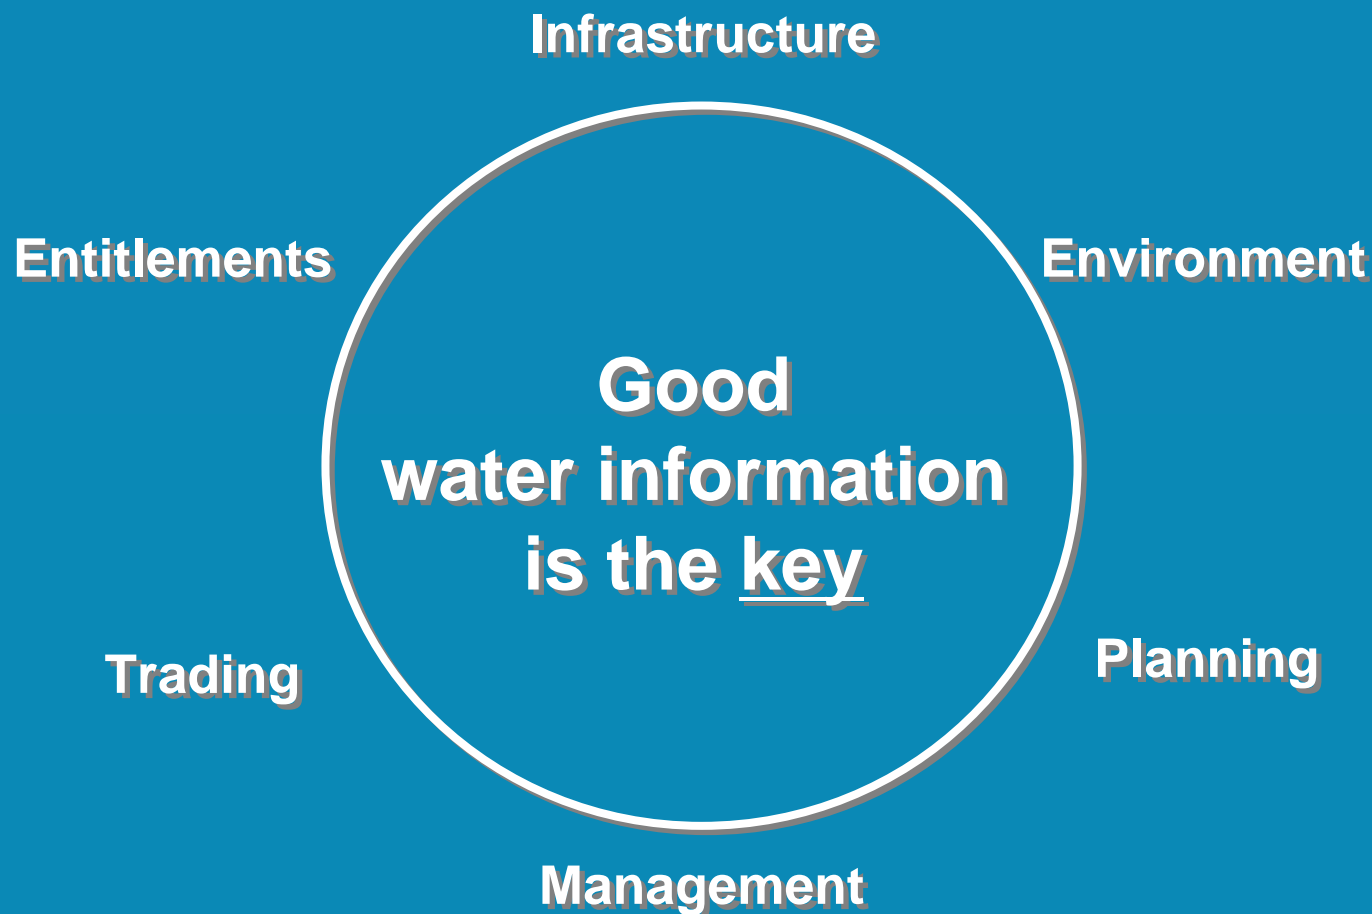 Infrastructure
Entitlements
Environment
Good
water information
is the key
Trading
Planning
Management